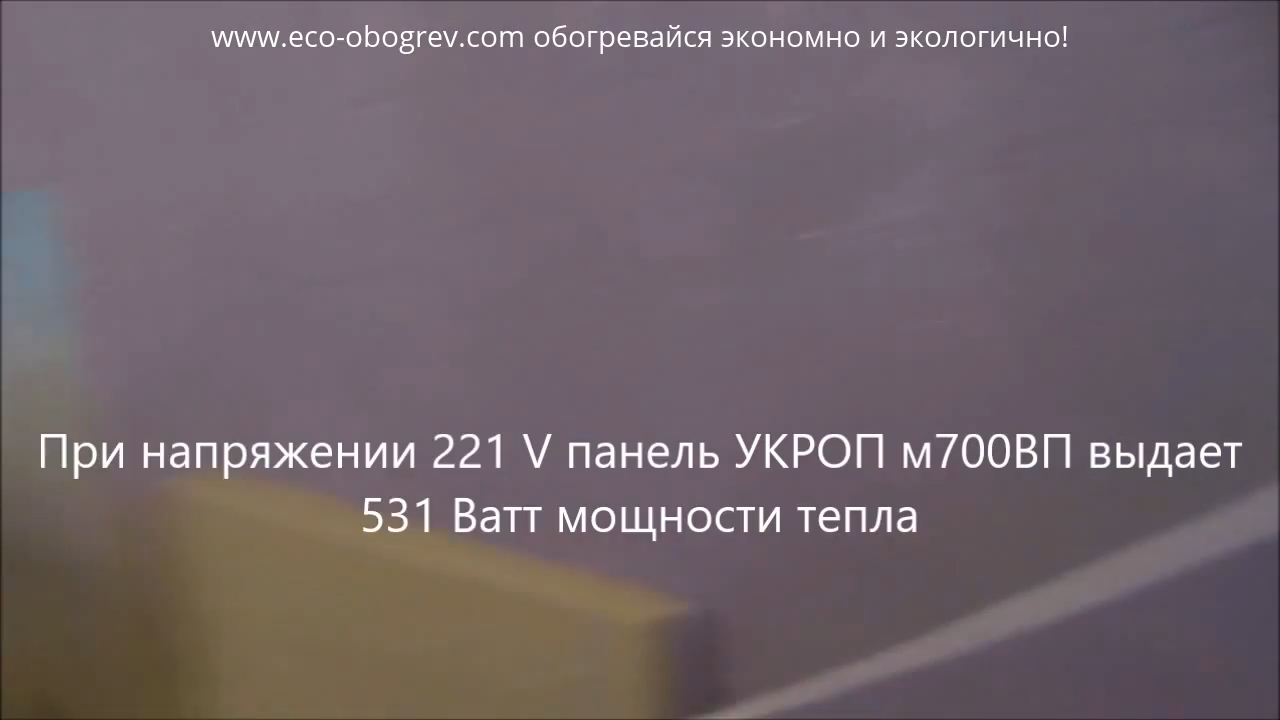 www.eco-obogrev.com обогревайся экономно и экологично!
При напряжении 221 V панель УКРОП м700ВП выдает
531 Ватт мощности тепла